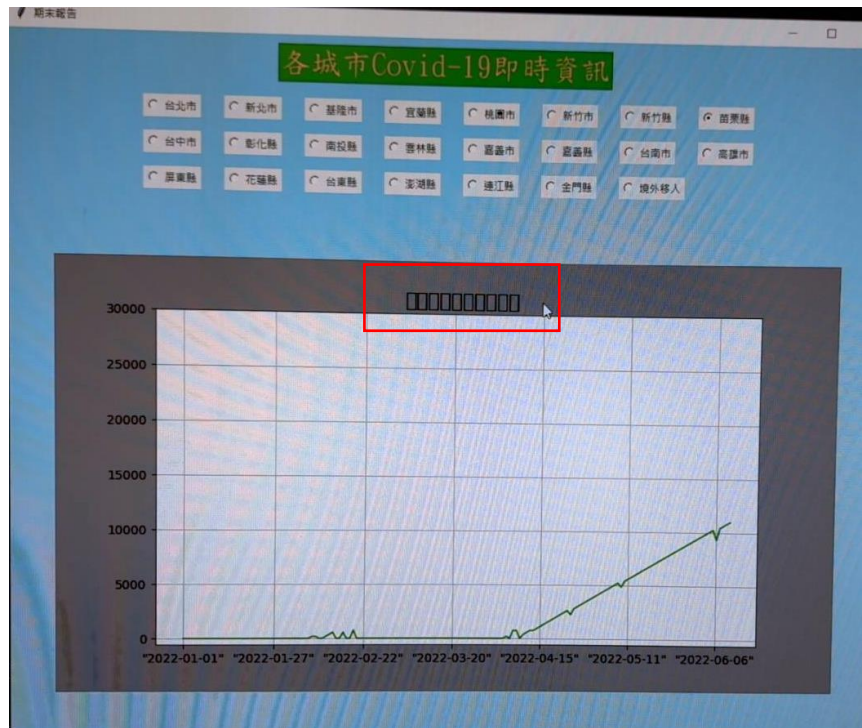 期末報告
各城市Covid-19即時資訊
台北市 新北市 基隆市 宜蘭縣 桃園市 新竹市 新竹縣 苗栗縣
台中市 彰化縣 南投縣 雲林縣 嘉義市 嘉義縣 台南市 高雄市
屏東縣 花蓮縣 台東縣 澎湖縣 連江縣 金門縣 境外移人
30000
25000
20000
15000
10000
5000
0
"2022-01-01" "2022-01-27" "2022-02-22" "2022-03-20" "2022-04-15" "2022-05-11" "2022-06-06"